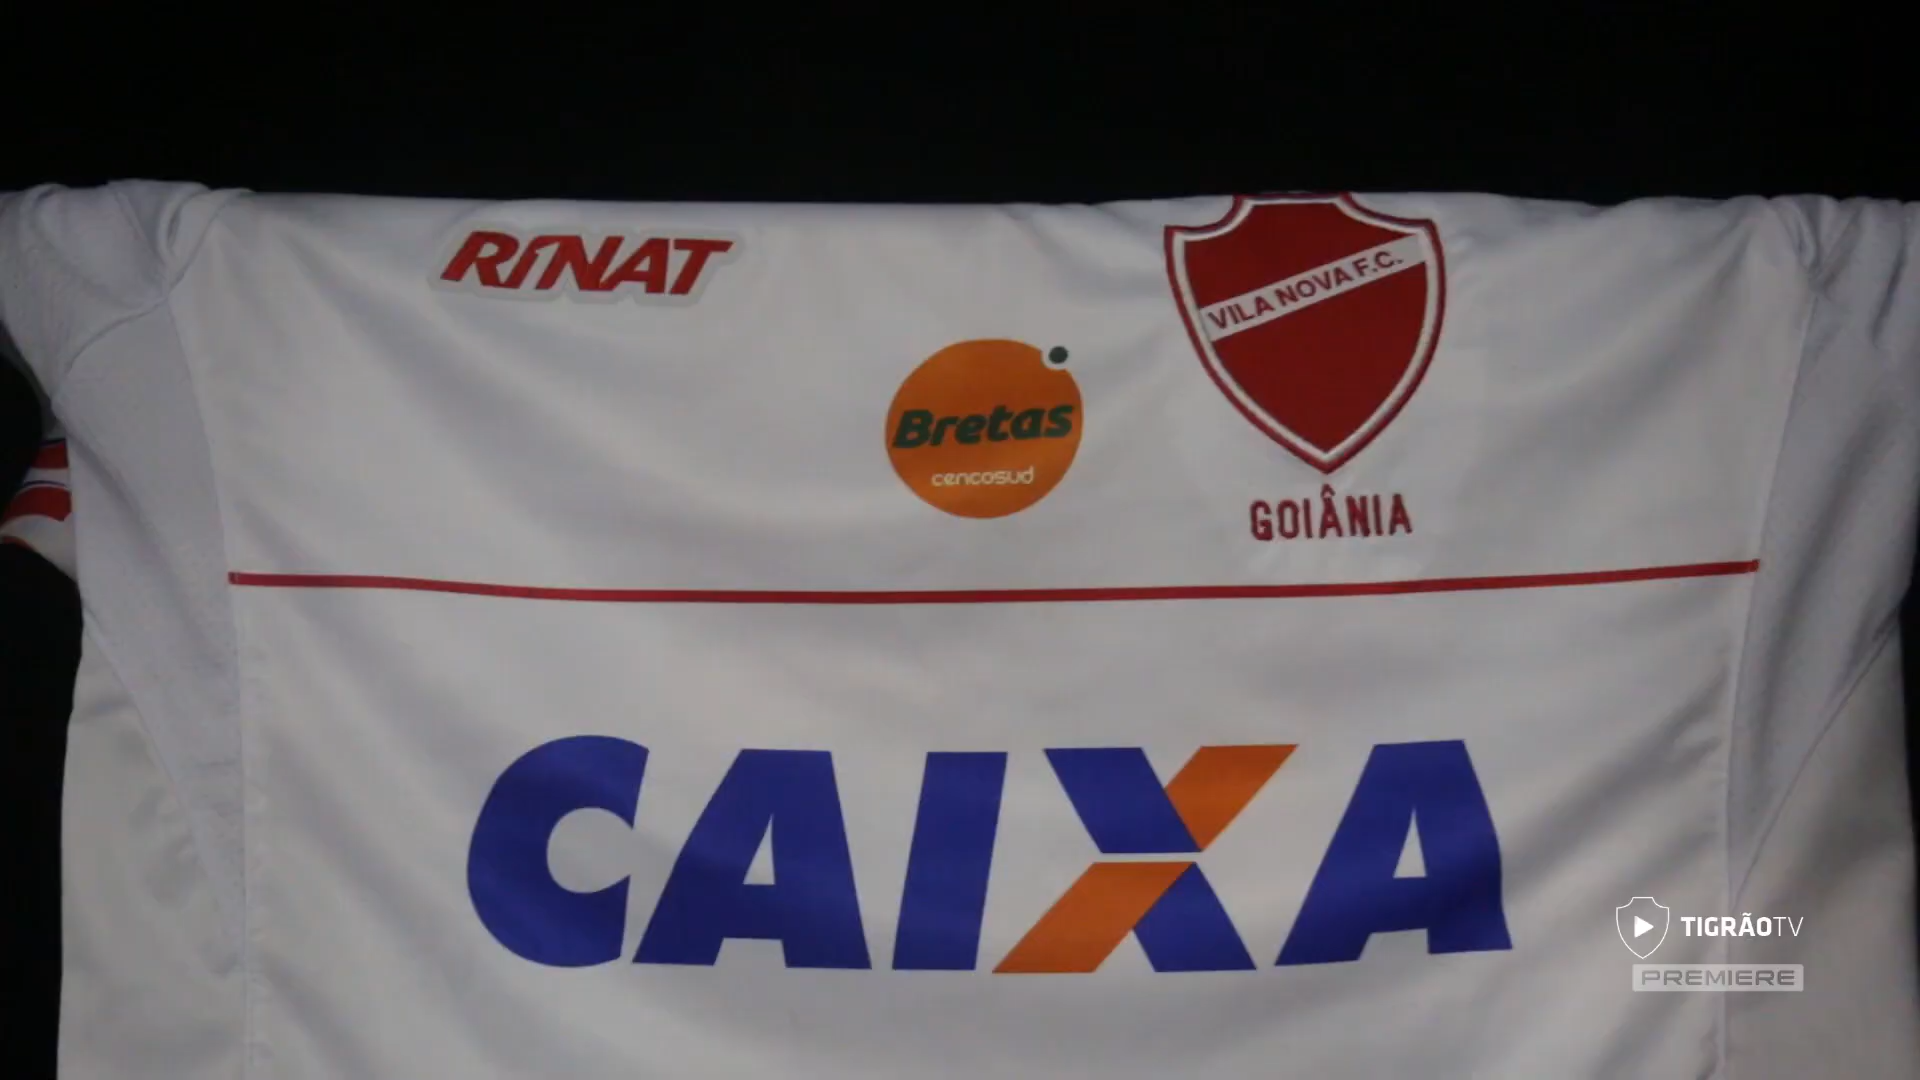 RINAT
VILA NOVA F.C.
Bretas
cencosud
GOIÂNIA
CAIXA
TIGRÃOTV
PREMIERE